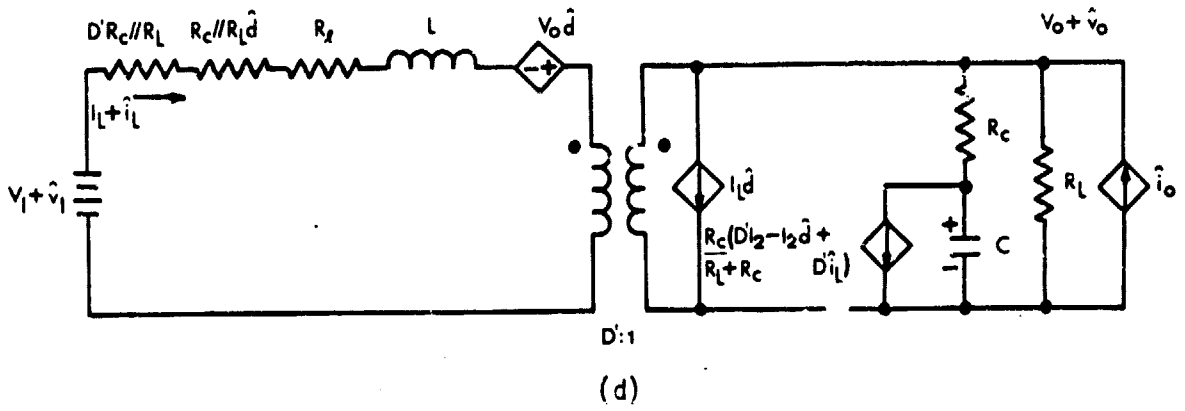 D'Rc//RL Rc//RLd̂ Rℓ L Vod̂ Vo+v̂o
IL+îL
V1+v̂1
ILd̂
Rc
RL
îo
Rc(D'I2-I2d̂+
RL+Rc D'îL)
+
-
C
-+
D':1
(d)